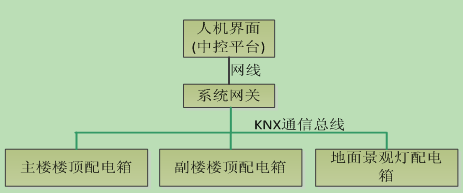 人机界面
(中控平台)
网线
系统网关
KNX通信总线
主楼楼顶配电箱
副楼楼顶配电箱
地面景观灯配电
箱